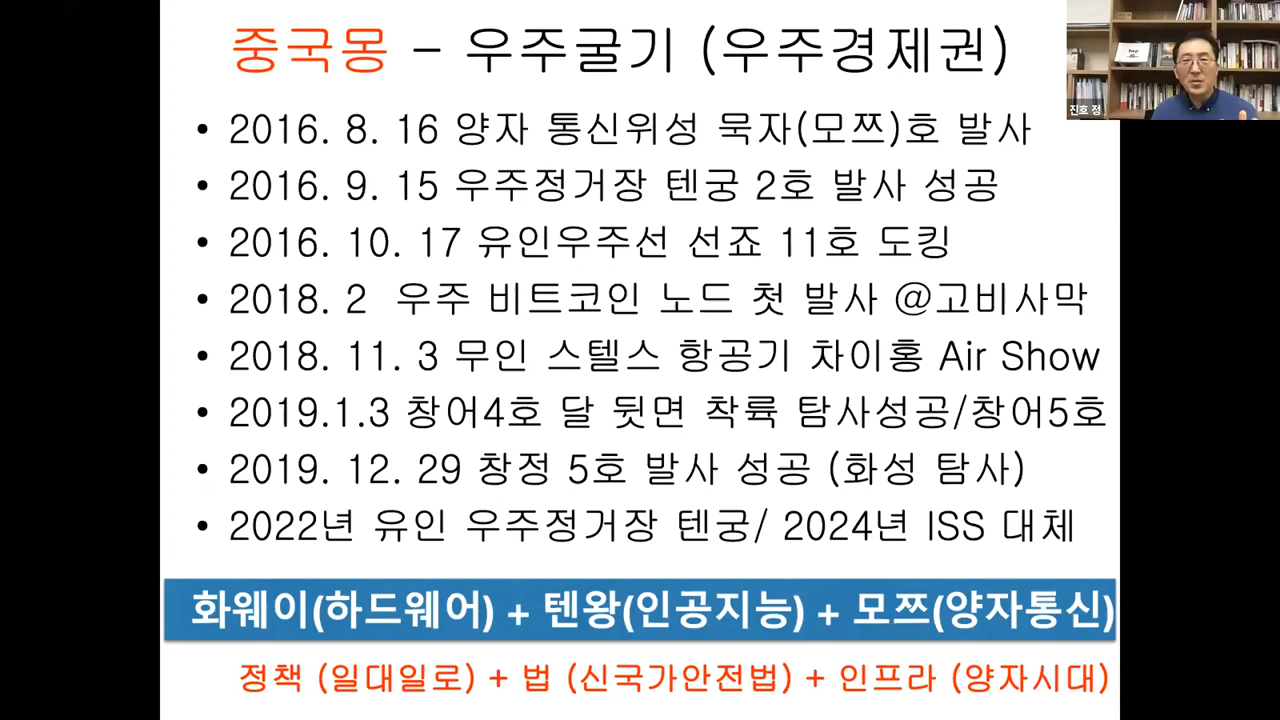 중국몽 – 우주굴기 (우주경제권)
진호 정
• 2016. 8. 16 양자 통신위성 묵자(모쯔)호 발사
• 2016. 9. 15 우주정거장 텐궁 2호 발사 성공
• 2016. 10. 17 유인우주선 선죠 11호 도킹
• 2018. 2 우주 비트코인 노드 첫 발사 @고비사막
• 2018. 11. 3 무인 스텔스 항공기 차이홍 Air Show
• 2019.1.3 창어4호 달 뒷면 착륙 탐사성공/창어5호
• 2019. 12. 29 창정 5호 발사 성공 (화성 탐사)
• 2022년 유인 우주정거장 텐궁/ 2024년 ISS 대체
화웨이(하드웨어) + 텐왕(인공지능) + 모쯔(양자통신)
정책 (일대일로) + 법 (신국가안전법) + 인프라 (양자시대)